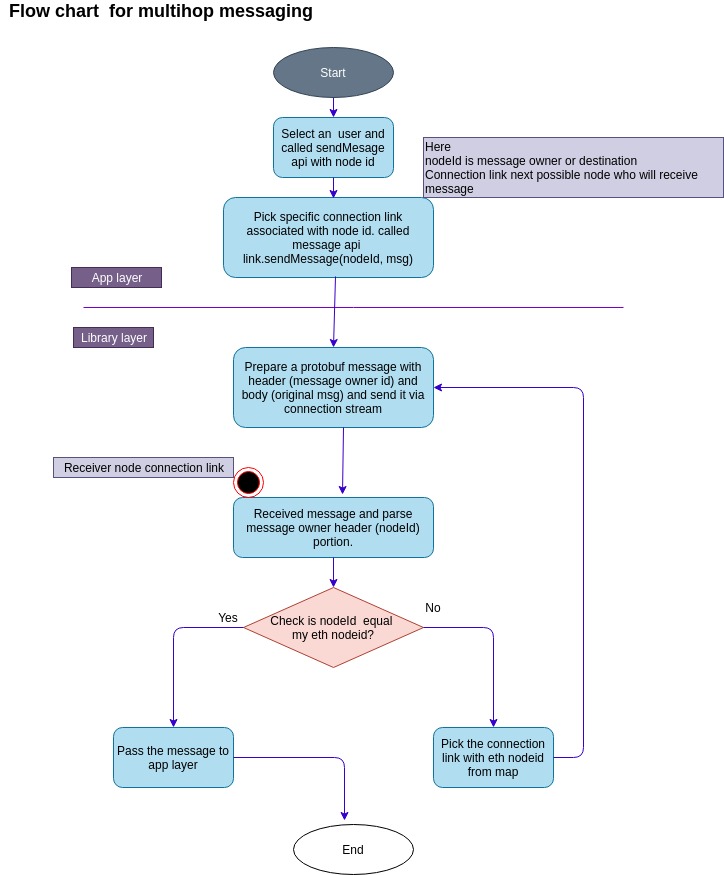 Flow chart for multihop messaging
Start
Select an user and
called sendMesage
api with node id
Here
nodeId is message owner or destination
Connection link next possible node who will receive
message
Pick specific connection link
associated with node id. called
message api
link.sendMessage(nodeId, msg)
App layer
Library layer
Prepare a protobuf message with
header (message owner id) and
body (original msg) and send it via
connection stream
Receiver node connection link
Received message and parse
message owner header (nodeId)
portion.
Check is nodeId equal
my eth nodeid?
Yes
No
Pass the message to
app layer
Pick the connection
link with eth nodeid
from map
End